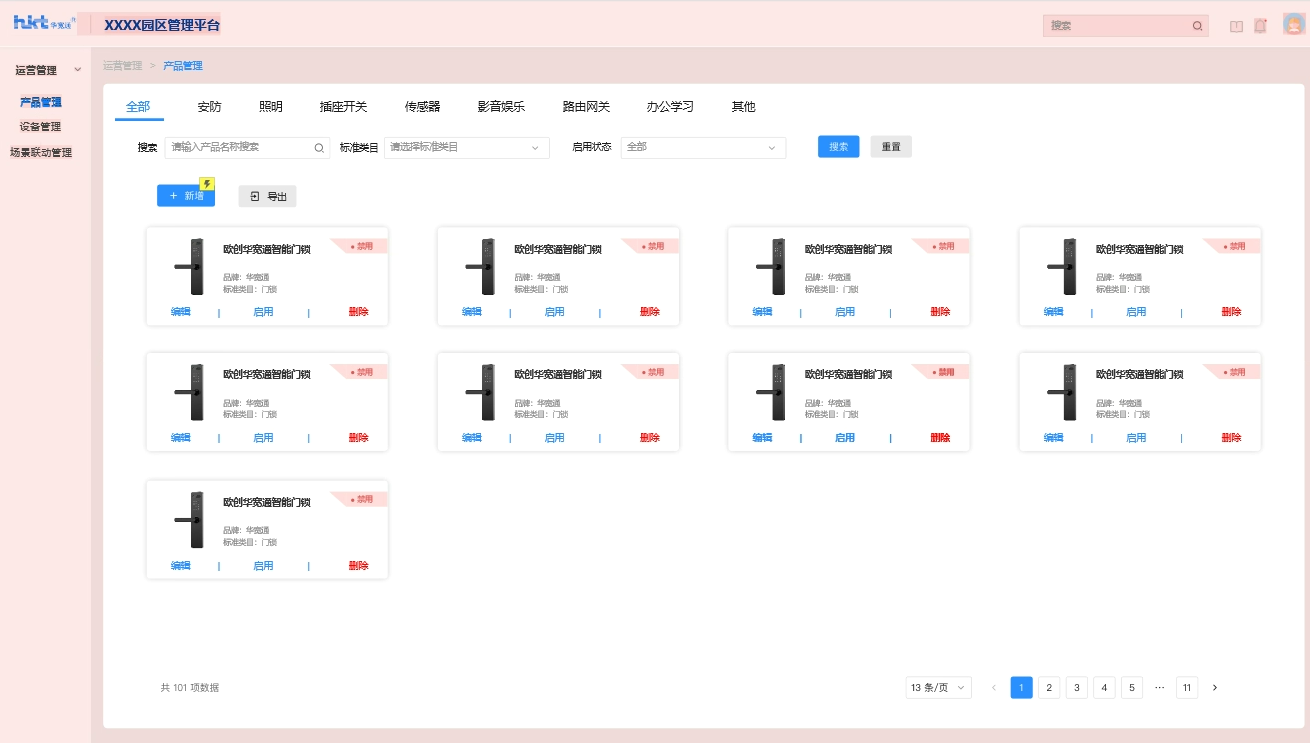 hkt 华宽通 XXXX园区管理平台 搜索
运营管理
产品管理
设备管理
场景联动管理
运营管理 > 产品管理
全部 安防 照明 插座开关 传感器 影音娱乐 路由网关 办公学习 其他
搜索 请输入产品名称搜索 标准类目 请选择标准类目 启用状态 全部 搜索 重置
+ 新增 导出
欧创华宽通智能门锁 禁用
品牌：华宽通
标准类目：门锁
编辑 | 启用 | 删除
欧创华宽通智能门锁 禁用
品牌：华宽通
标准类目：门锁
编辑 | 启用 | 删除
欧创华宽通智能门锁 禁用
品牌：华宽通
标准类目：门锁
编辑 | 启用 | 删除
欧创华宽通智能门锁 禁用
品牌：华宽通
标准类目：门锁
编辑 | 启用 | 删除
欧创华宽通智能门锁 禁用
品牌：华宽通
标准类目：门锁
编辑 | 启用 | 删除
欧创华宽通智能门锁 禁用
品牌：华宽通
标准类目：门锁
编辑 | 启用 | 删除
欧创华宽通智能门锁 禁用
品牌：华宽通
标准类目：门锁
编辑 | 启用 | 删除
欧创华宽通智能门锁 禁用
品牌：华宽通
标准类目：门锁
编辑 | 启用 | 删除
欧创华宽通智能门锁 禁用
品牌：华宽通
标准类目：门锁
编辑 | 启用 | 删除
共 101 项数据 13 条/页 < 1 2 3 4 5 ··· 11 >